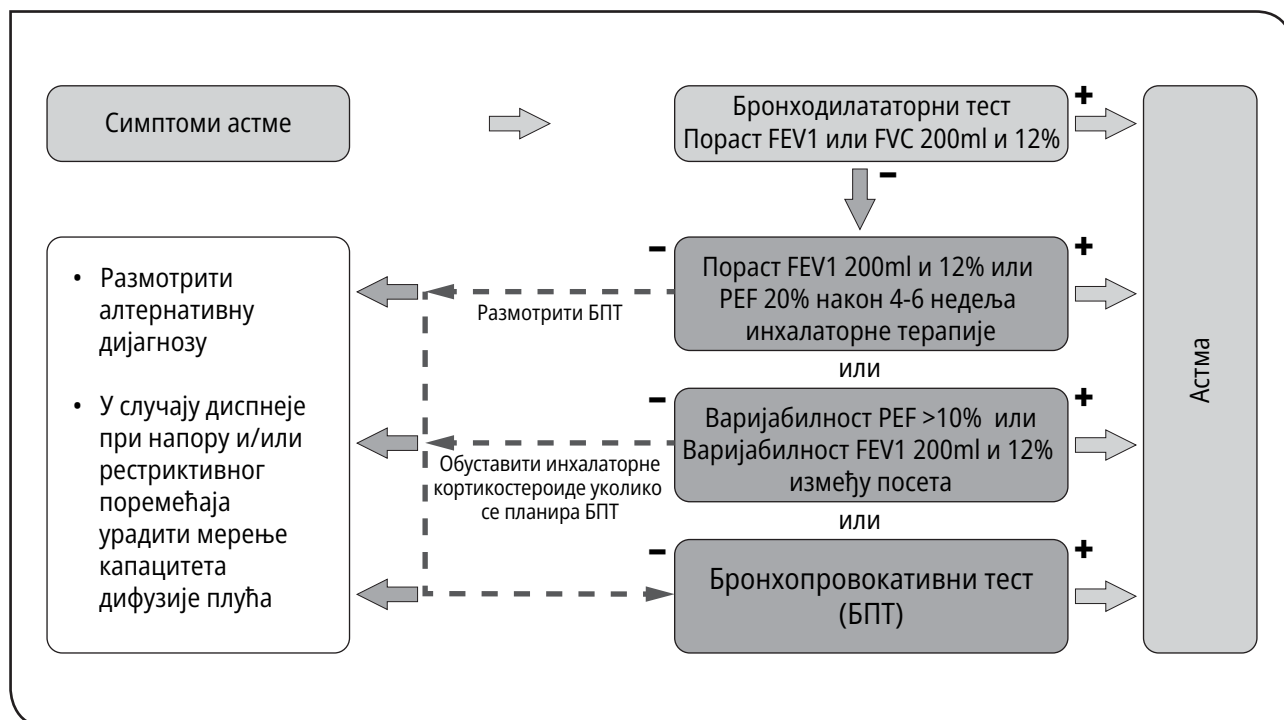 Симптоми астме
Бронходилататорни тест
Пораст FEV1 или FVC 200ml и 12%
+
−
• Размотрити
алтернативну
дијагнозу
• У случају диспнеје
при напору и/или
рестриктивног
поремећаја
урадити мерење
капацитета
дифузије плућа
−
Размотрити БПТ
Пораст FEV1 200ml и 12% или
PEF 20% након 4-6 недеља
инхалаторне терапије
+
или
−
Обуставити инхалаторне
кортикостероиде уколико
се планира БПТ
Варијабилност PEF >10% или
Варијабилност FEV1 200ml и 12%
између посета
+
или
−
Бронхопровокативни тест
(БПТ)
+
Астма